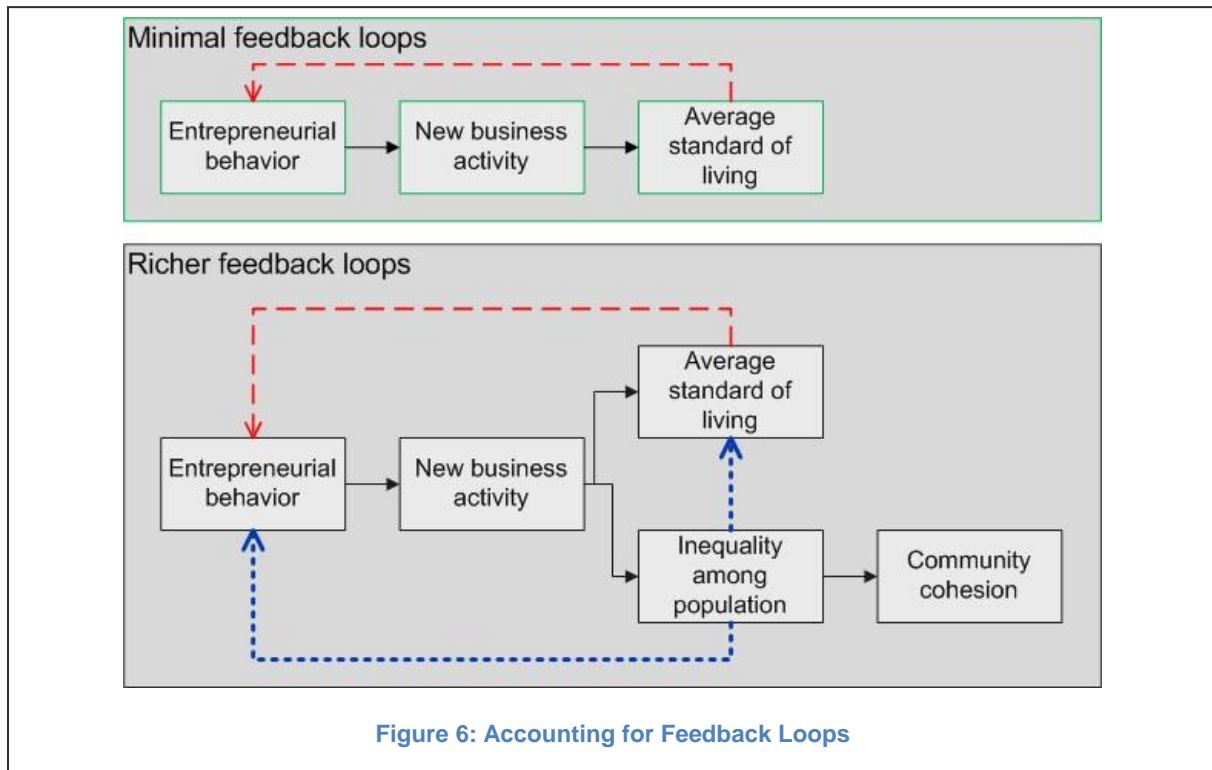 Minimal feedback loops
Entrepreneurial
behavior
New business
activity
Average
standard of
living
Richer feedback loops
Average
standard of
living
Entrepreneurial
behavior
New business
activity
Inequality
among
population
Community
cohesion
Figure 6: Accounting for Feedback Loops